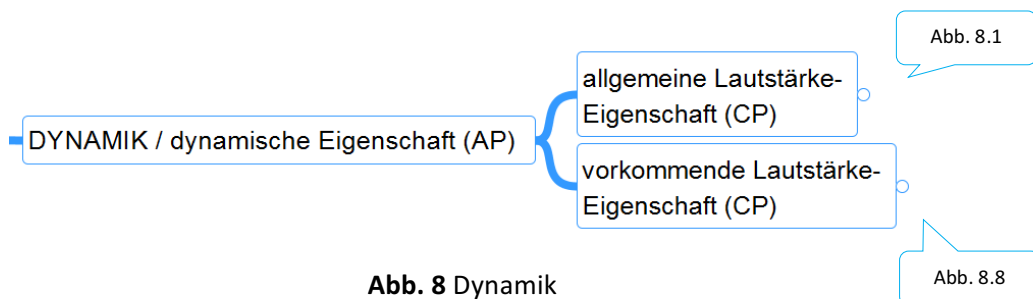 Abb. 8.1
allgemeine Lautstärke-
Eigenschaft (CP)
DYNAMIK / dynamische Eigenschaft (AP)
vorkommende Lautstärke-
Eigenschaft (CP)
Abb. 8.8
Abb. 8 Dynamik